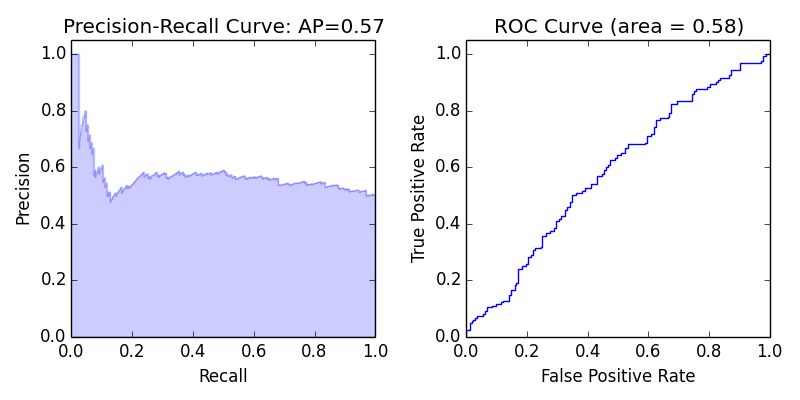 Precision-Recall Curve: AP=0.57
1.0
0.8
0.6
0.4
0.2
0.0
Precision
0.0 0.2 0.4 0.6 0.8 1.0
Recall
ROC Curve (area = 0.58)
1.0
0.8
0.6
0.4
0.2
0.0
True Positive Rate
0.0 0.2 0.4 0.6 0.8 1.0
False Positive Rate